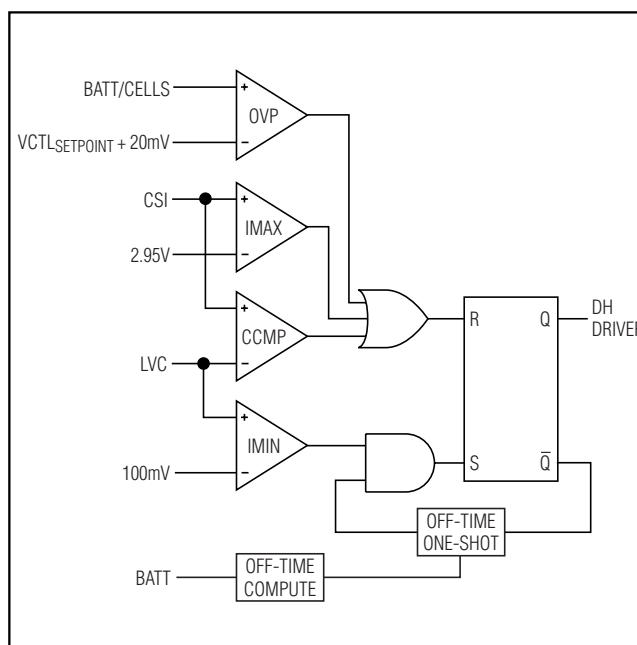 BATT/CELLS
+
OVP
VCTLSETPOINT + 20mV
−
CSI
+
IMAX
2.95V
−
+
CCMP
LVC
−
+
IMIN
100mV
−
R
Q
DH
DRIVER
S
Q̅
OFF-TIME
ONE-SHOT
BATT
OFF-TIME
COMPUTE